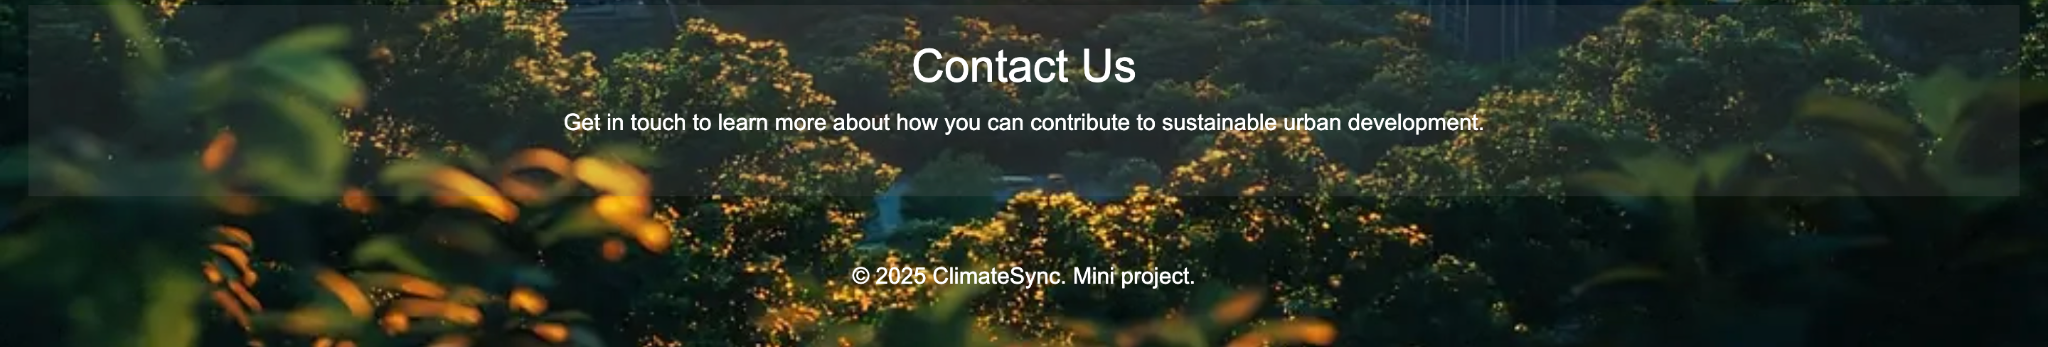 Contact Us
Get in touch to learn more about how you can contribute to sustainable urban development.
© 2025 ClimateSync. Mini project.